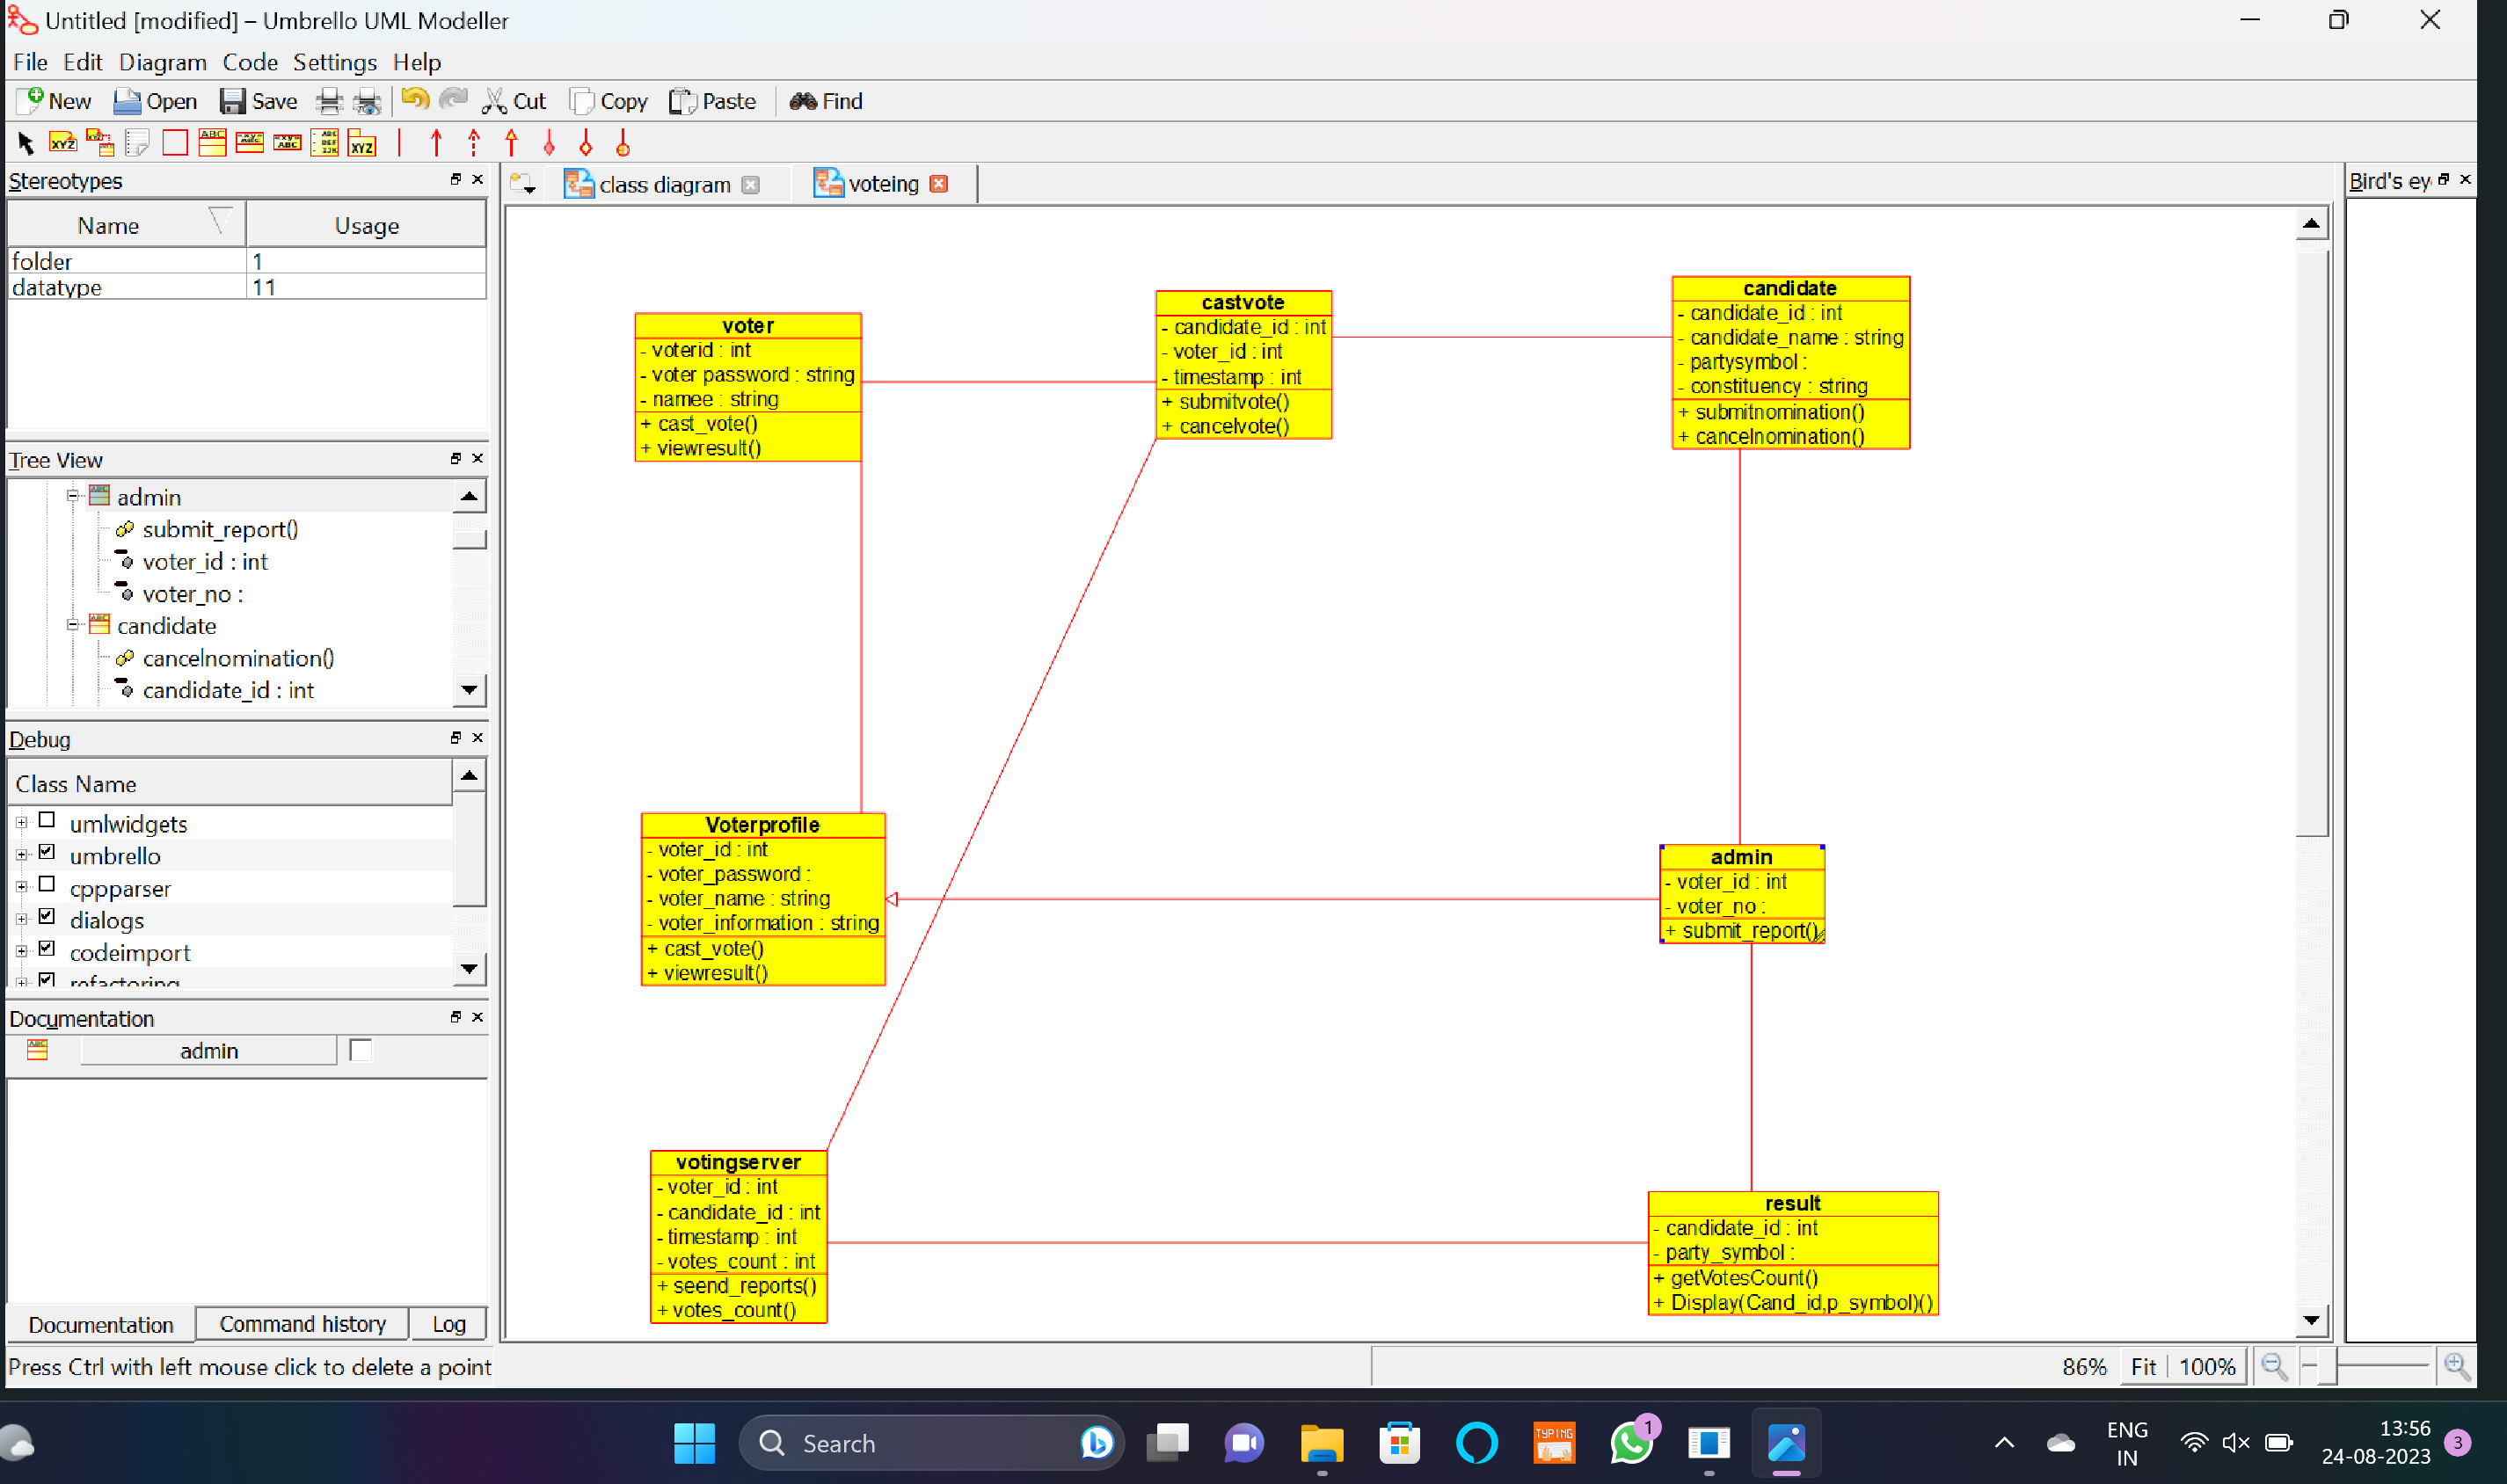 Untitled [modified] – Umbrello UML Modeller
File Edit Diagram Code Settings Help
New Open Save Cut Copy Paste Find
Stereotypes
Name Usage
folder 1
datatype 11
Tree View
admin
submit_report()
voter_id : int
voter_no :
candidate
cancelnomination()
candidate_id : int
Debug
Class Name
umlwidgets
umbrello
cppparser
dialogs
codeimport
refactoring
Documentation
admin
Documentation Command history Log
Press Ctrl with left mouse click to delete a point
class diagram voteing
Bird's ey
voter
- voterid : int
- voter password : string
- namee : string
+ cast_vote()
+ viewresult()
castvote
- candidate_id : int
- voter_id : int
- timestamp : int
+ submitvote()
+ cancelvote()
candidate
- candidate_id : int
- candidate_name : string
- partysymbol :
- constituency : string
+ submitnomination()
+ cancelnomination()
Voterprofile
- voter_id : int
- voter_password :
- voter_name : string
- voter_information : string
+ cast_vote()
+ viewresult()
admin
- voter_id : int
- voter_no :
+ submit_report()
votingserver
- voter_id : int
- candidate_id : int
- timestamp : int
- votes_count : int
+ seend_reports()
+ votes_count()
result
- candidate_id : int
- party_symbol :
+ getVotesCount()
+ Display(Cand_id,p_symbol)()
86% Fit 100%
Search
TYPING
1
ENG
IN
13:56
24-08-2023
3